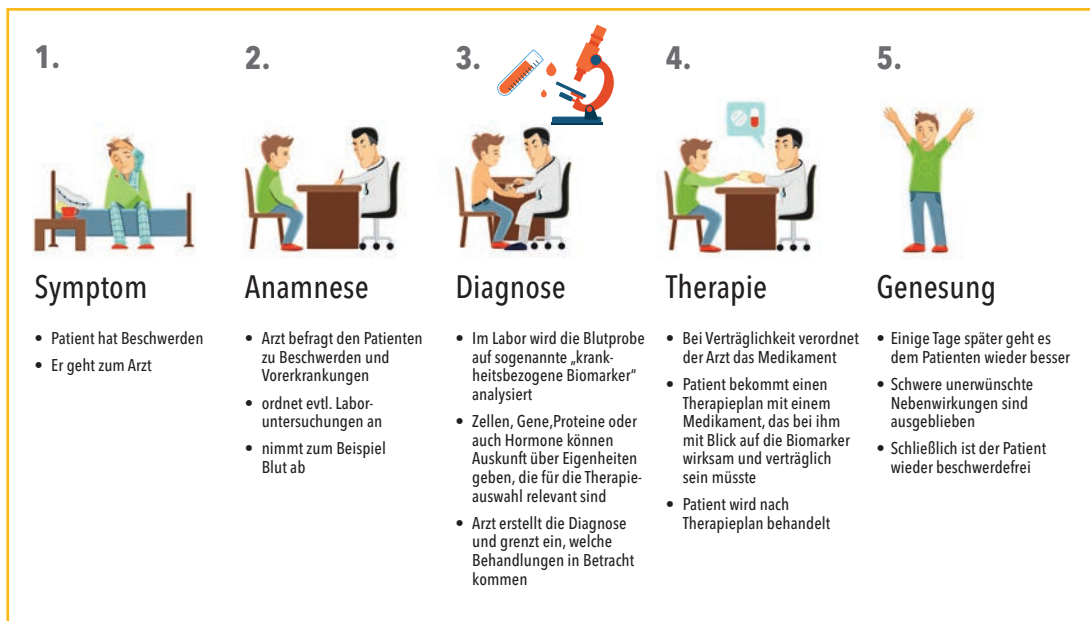 1.
Symptom
• Patient hat Beschwerden
• Er geht zum Arzt
2.
Anamnese
• Arzt befragt den Patienten
zu Beschwerden und
Vorerkrankungen
• ordnet evtl. Labor-
untersuchungen an
• nimmt zum Beispiel
Blut ab
3.
Diagnose
• Im Labor wird die Blutprobe
auf sogenannte „krank-
heitsbezogene Biomarker“
analysiert
• Zellen, Gene,Proteine oder
auch Hormone können
Auskunft über Eigenheiten
geben, die für die Therapie-
auswahl relevant sind
• Arzt erstellt die Diagnose
und grenzt ein, welche
Behandlungen in Betracht
kommen
4.
Therapie
• Bei Verträglichkeit verordnet
der Arzt das Medikament
• Patient bekommt einen
Therapieplan mit einem
Medikament, das bei ihm
mit Blick auf die Biomarker
wirksam und verträglich
sein müsste
• Patient wird nach
Therapieplan behandelt
5.
Genesung
• Einige Tage später geht es
dem Patienten wieder besser
• Schwere unerwünschte
Nebenwirkungen sind
ausgeblieben
• Schließlich ist der Patient
wieder beschwerdefrei